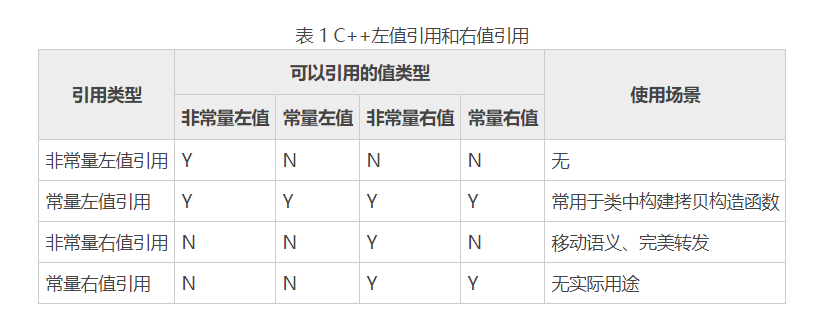 表 1 C++左值引用和右值引用
引用类型 可以引用的值类型 使用场景
非常量左值 常量左值 非常量右值 常量右值
非常量左值引用 Y N N N 无
常量左值引用 Y Y Y Y 常用于类中构建拷贝构造函数
非常量右值引用 N N Y N 移动语义、完美转发
常量右值引用 N N Y Y 无实际用途